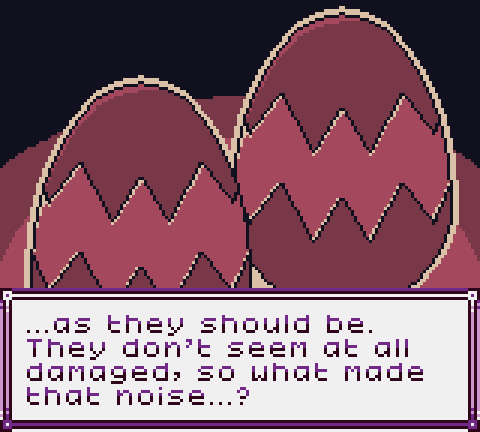 ...as they should be.
They don't seem at all
damaged, so what made
that noise...?